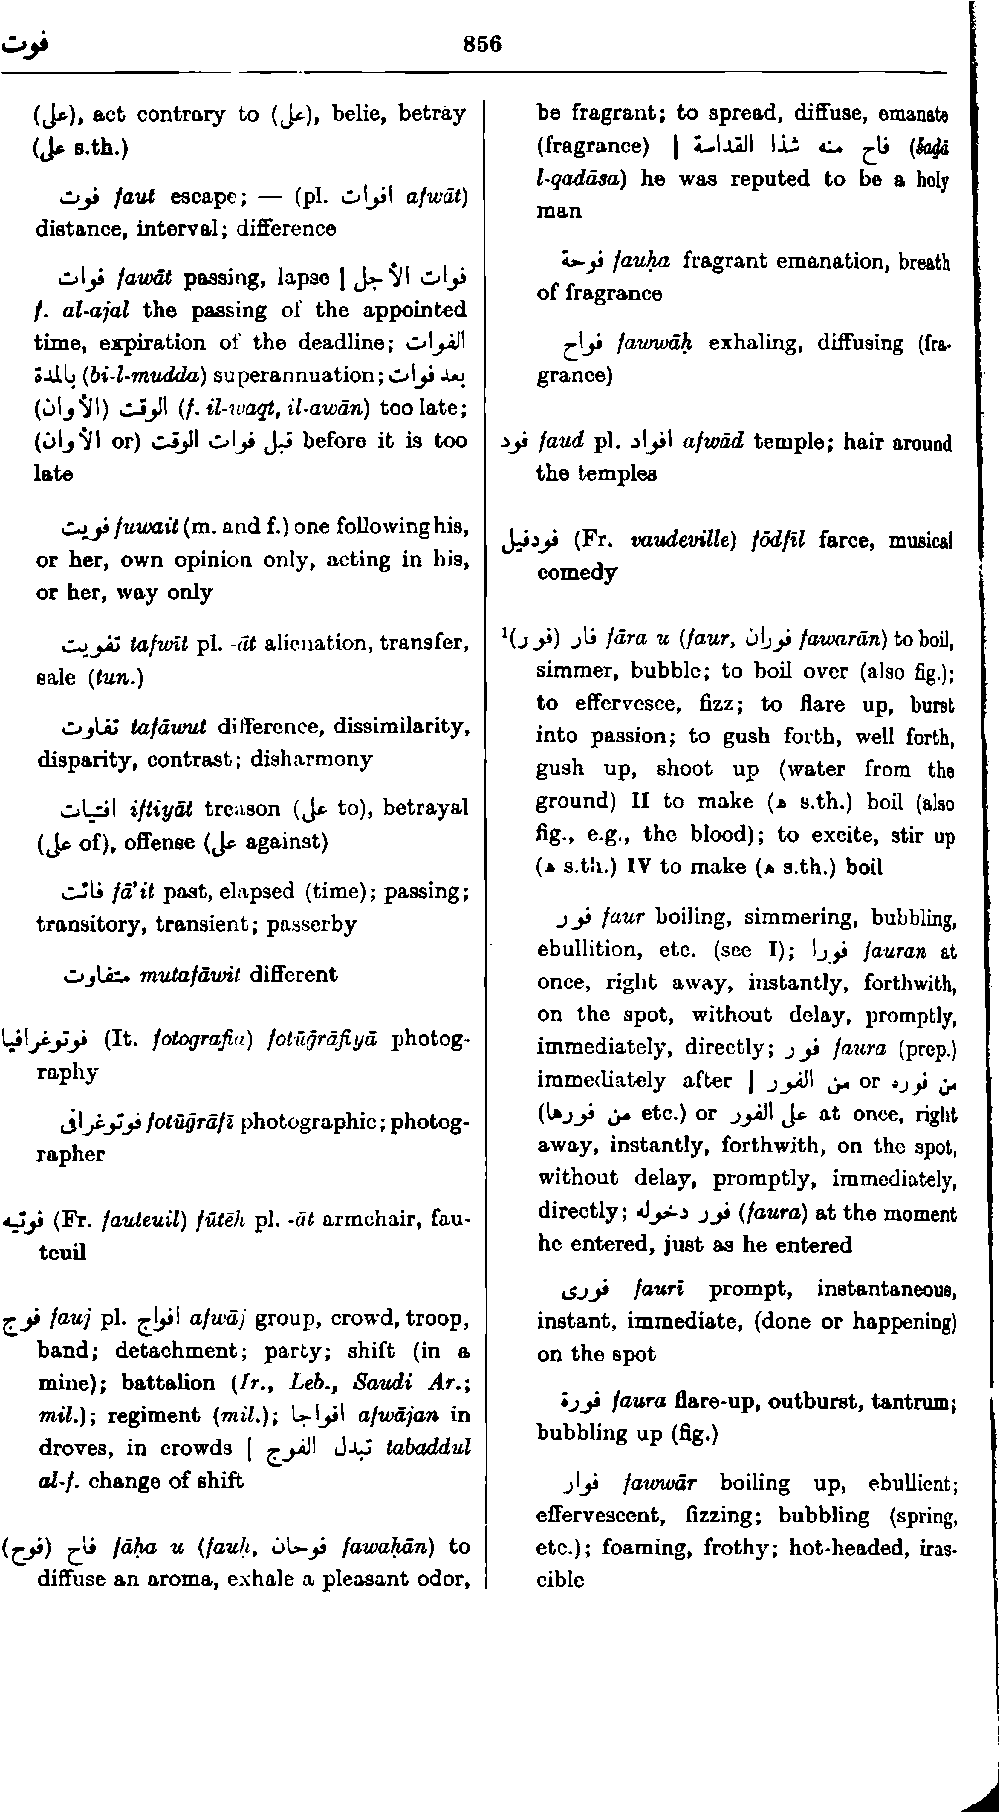 فوت
856
(على), act contrary to (على), belie, betray
(على s.th.)
فوت faut escape; — (pl. افوات afwāt)
distance, interval; difference
فوات fawāt passing, lapse | فوات الأجل
f. al-ajal the passing of the appointed
time, expiration of the deadline; الفوات
بالمدة (bi-l-mudda) superannuation; بعد فوات
الوقت (الأوان) (f. il-waqt, il-awān) too late;
قبل فوات الوقت (or الأوان) before it is too
late
فويت fuwait (m. and f.) one following his,
or her, own opinion only, acting in his,
or her, way only
تفويت tafwīt pl. -āt alienation, transfer,
sale (tun.)
تفاوت tafāwut difference, dissimilarity,
disparity, contrast; disharmony
افتيات iftiyāt treason (على to), betrayal
(على of), offense (على against)
فائت fā’it past, elapsed (time); passing;
transitory, transient; passerby
متفاوت mutafāwit different
فوتوغرافيا (It. fotografia) fotūḡrāfiyā photog-
raphy
فوتوغرافى fotūḡrāfī photographic; photog-
rapher
فوتيه (Fr. fauteuil) fūtēh pl. -āt armchair, fau-
teuil
فوج fauj pl. افواج afwāj group, crowd, troop,
band; detachment; party; shift (in a
mine); battalion (Ir., Leb., Saudi Ar.;
mil.); regiment (mil.); افواجا afwājan in
droves, in crowds | تبدل الفوج tabaddul
al-f. change of shift
(فوح) فاح fāḥa u (fauḥ, فوحان fawaḥān) to
diffuse an aroma, exhale a pleasant odor,
be fragrant; to spread, diffuse, emanate
(fragrance) | فاح منه شذا القداسة (šaḏā
l-qadāsa) he was reputed to be a holy
man
فوحة fauḥa fragrant emanation, breath
of fragrance
فواح fawwāḥ exhaling, diffusing (fra-
grance)
فود faud pl. افواد afwād temple; hair around
the temples
فودفيل (Fr. vaudeville) fōdfīl farce, musical
comedy
¹(فور) فار fāra u (faur, فوران fawarān) to boil,
simmer, bubble; to boil over (also fig.);
to effervesce, fizz; to flare up, burst
into passion; to gush forth, well forth,
gush up, shoot up (water from the
ground) II to make (ه s.th.) boil (also
fig., e.g., the blood); to excite, stir up
(ه s.th.) IV to make (ه s.th.) boil
فور faur boiling, simmering, bubbling,
ebullition, etc. (see I); فورا fauran at
once, right away, instantly, forthwith,
on the spot, without delay, promptly,
immediately, directly; فور faura (prep.)
immediately after | من الفور or من فوره
(من فورها etc.) or على الفور at once, right
away, instantly, forthwith, on the spot,
without delay, promptly, immediately,
directly; فور دخوله (faura) at the moment
he entered, just as he entered
فورى faurī prompt, instantaneous,
instant, immediate, (done or happening)
on the spot
فورة faura flare-up, outburst, tantrum;
bubbling up (fig.)
فوار fawwār boiling up, ebullient;
effervescent, fizzing; bubbling (spring,
etc.); foaming, frothy; hot-headed, iras-
cible